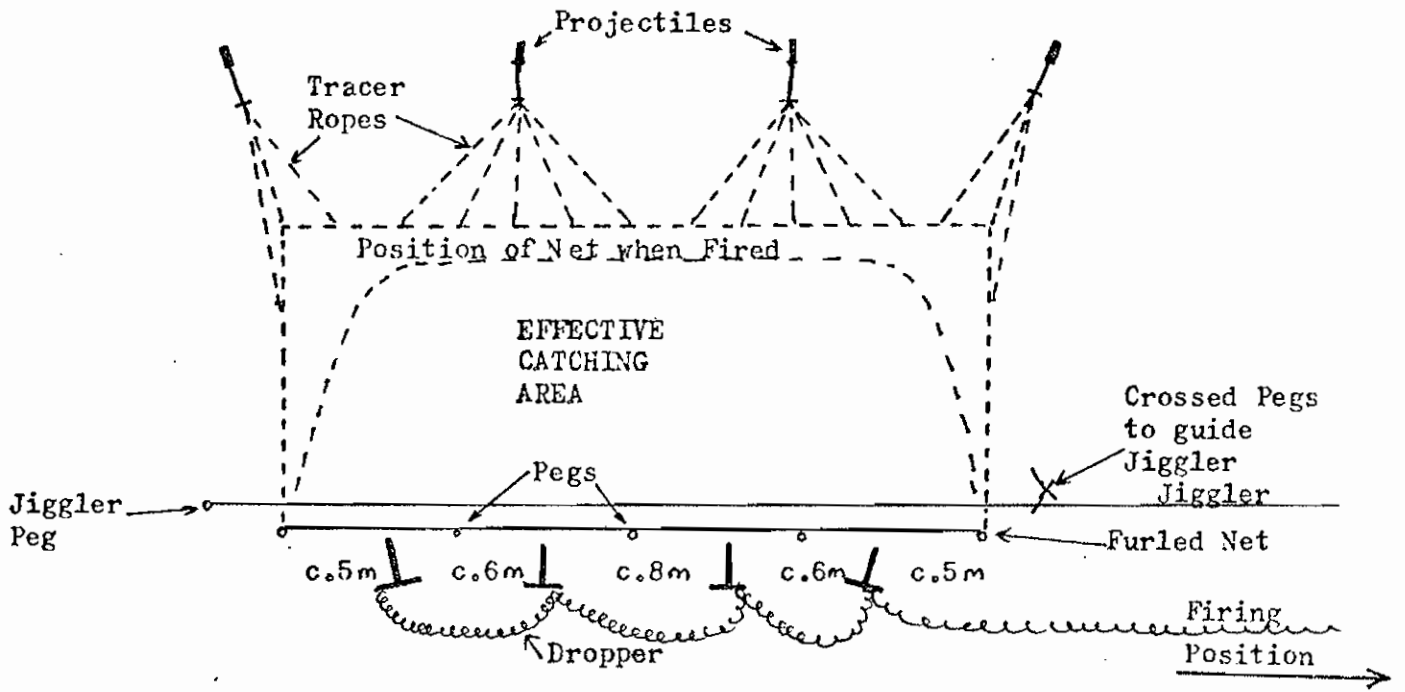 Projectiles
Tracer
Ropes
Position of Net when Fired
EFFECTIVE
CATCHING
AREA
Crossed Pegs
to guide
Jiggler
Jiggler
Pegs
Jiggler
Peg
Furled Net
c.5m
c.6m
c.8m
c.6m
c.5m
Firing
Dropper
Position